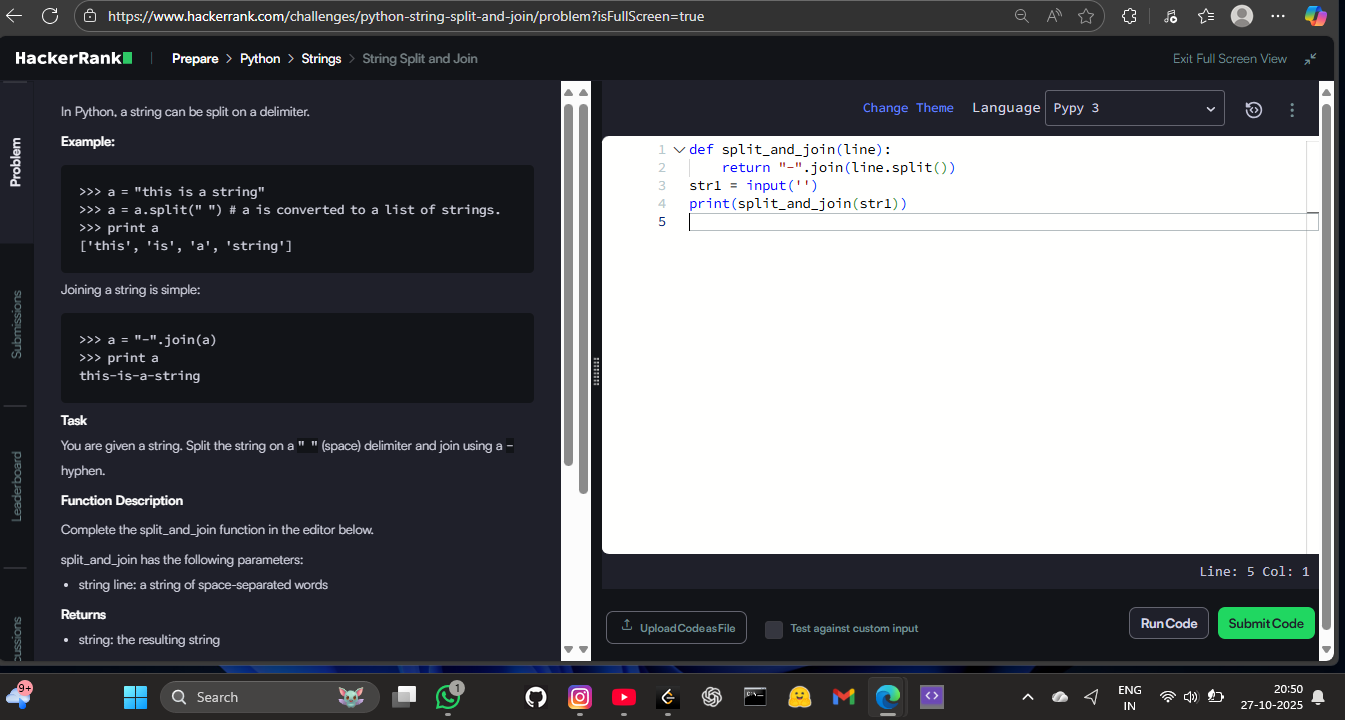 https://www.hackerrank.com/challenges/python-string-split-and-join/problem?isFullScreen=true
HackerRank | Prepare > Python > Strings > String Split and Join
Exit Full Screen View
Problem
Submissions
Leaderboard
cussions
In Python, a string can be split on a delimiter.
Example:
>>> a = "this is a string"
>>> a = a.split(" ") # a is converted to a list of strings.
>>> print a
['this', 'is', 'a', 'string']
Joining a string is simple:
>>> a = "-".join(a)
>>> print a
this-is-a-string
Task
You are given a string. Split the string on a " " (space) delimiter and join using a -
hyphen.
Function Description
Complete the split_and_join function in the editor below.
split_and_join has the following parameters:
• string line: a string of space-separated words
Returns
• string: the resulting string
Change Theme Language Pypy 3
1 def split_and_join(line):
2     return "-".join(line.split())
3 str1 = input('')
4 print(split_and_join(str1))
5
Line: 5 Col: 1
Upload Code as File
Test against custom input
Run Code
Submit Code
9+
Search
1
ENG
IN
20:50
27-10-2025